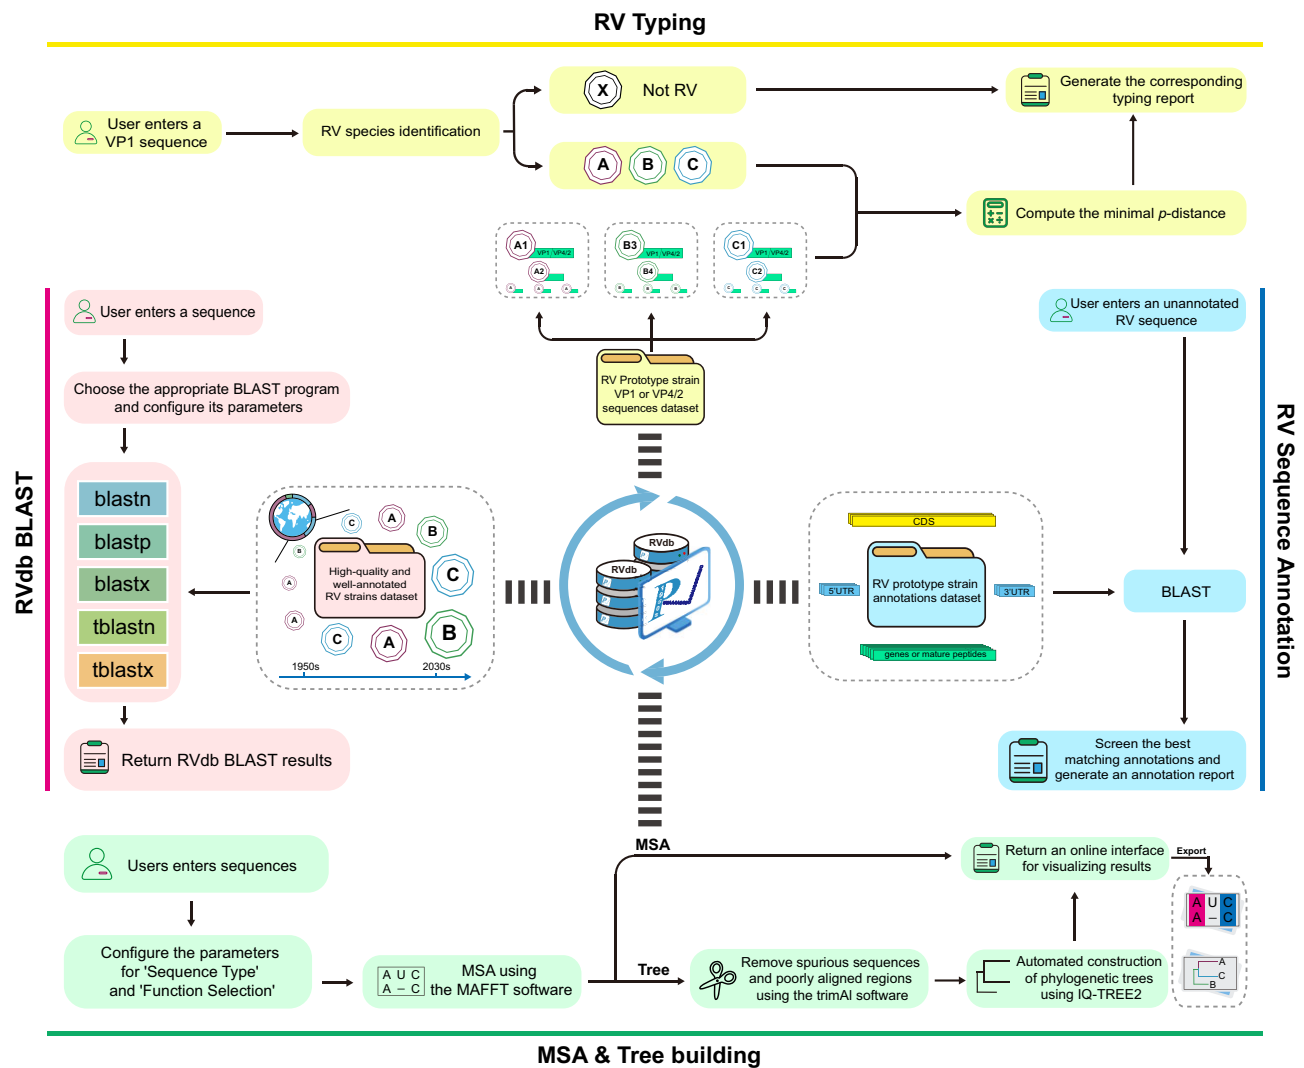 RV Typing
User enters a
VP1 sequence
RV species identification
X
Not RV
A
B
C
Generate the corresponding
typing report
Compute the minimal p-distance
A1
VP1
VP4/2
A2
A
A
A
B3
VP1
VP4/2
B4
B
B
B
C1
VP1
VP4/2
C2
C
C
C
RV Prototype strain
VP1 or VP4/2
sequences dataset
RVdb BLAST
User enters a sequence
Choose the appropriate BLAST program
and configure its parameters
blastn
blastp
blastx
tblastn
tblastx
Return RVdb BLAST results
C
A
B
B
C
A
A
C
A
B
High-quality and
well-annotated
RV strains dataset
1950s
2030s
RVdb
RVdb
P
CDS
5'UTR
RV prototype strain
annotations dataset
3'UTR
genes or mature peptides
RV Sequence Annotation
User enters an unannotated
RV sequence
BLAST
Screen the best
matching annotations and
generate an annotation report
Users enters sequences
Configure the parameters
for 'Sequence Type'
and 'Function Selection'
A U C
A – C
MSA using
the MAFFT software
MSA
Tree
Remove spurious sequences
and poorly aligned regions
using the trimAl software
Automated construction
of phylogenetic trees
using IQ-TREE2
Return an online interface
for visualizing results
Export
A U C
A – C
A
C
B
MSA & Tree building